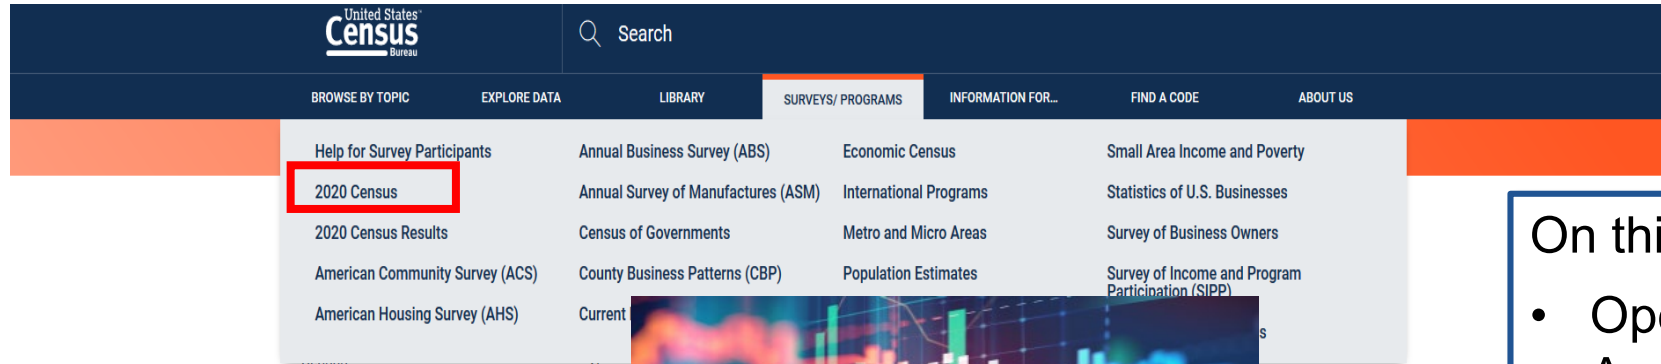 United States™
Census
Bureau
Search
BROWSE BY TOPIC EXPLORE DATA LIBRARY SURVEYS/ PROGRAMS INFORMATION FOR... FIND A CODE ABOUT US
Help for Survey Participants Annual Business Survey (ABS) Economic Census Small Area Income and Poverty
2020 Census Annual Survey of Manufactures (ASM) International Programs Statistics of U.S. Businesses
2020 Census Results Census of Governments Metro and Micro Areas Survey of Business Owners
American Community Survey (ACS) County Business Patterns (CBP) Population Estimates Survey of Income and Program
Participation (SIPP)
American Housing Survey (AHS) Current
On thi
• Ope